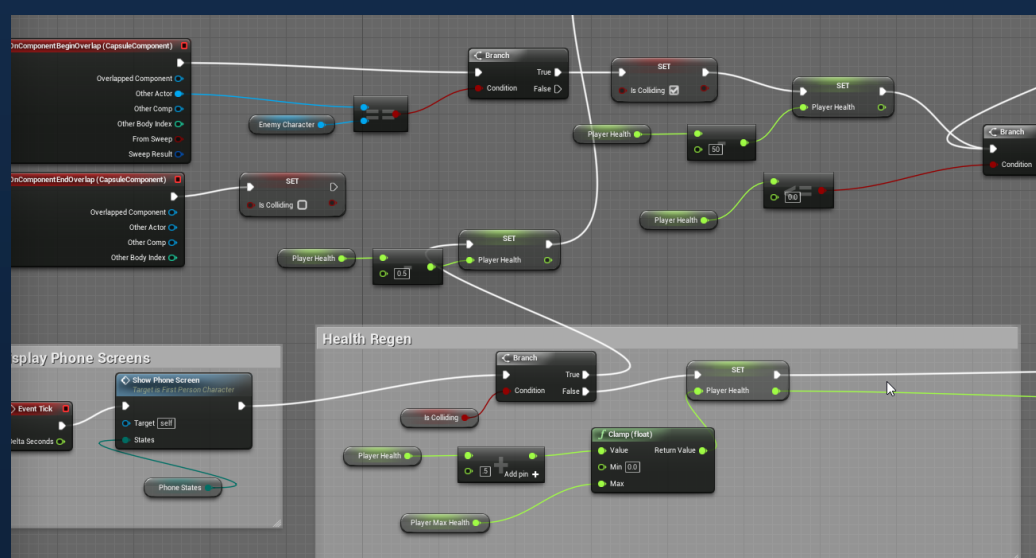 OnComponentBeginOverlap (CapsuleComponent)
Overlapped Component
Other Actor
Other Comp
Other Body Index
From Sweep
Sweep Result
Enemy Character
==
Branch
True
Condition
False
SET
Is Colliding
SET
Player Health
Player Health
50
Branch
Condition
Player Health
<=
0.0
OnComponentEndOverlap (CapsuleComponent)
Overlapped Component
Other Actor
Other Comp
Other Body Index
SET
Is Colliding
Player Health
0.5
SET
Player Health
splay Phone Screens
Event Tick
Delta Seconds
Show Phone Screen
Target is First Person Character
Target self
States
Phone States
Health Regen
Branch
True
Condition
False
Is Colliding
SET
Player Health
Player Health
.5
Add pin +
f Clamp (float)
Value
Return Value
Min 0.0
Max
Player Max Health